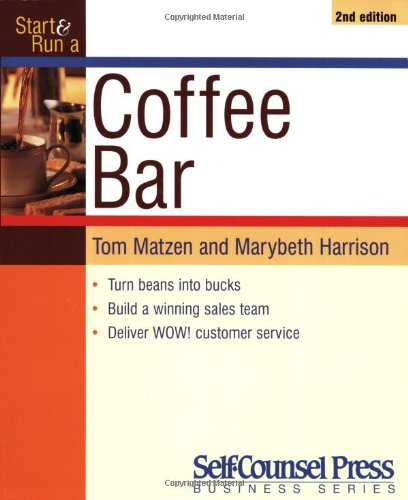 Start &
Run a
2nd edition
Coffee
Bar
Tom Matzen and Marybeth Harrison
• Turn beans into bucks
• Build a winning sales team
• Deliver WOW! customer service
Self-Counsel Press
BUSINESS SERIES
Copyrighted Material
Copyrighted Material